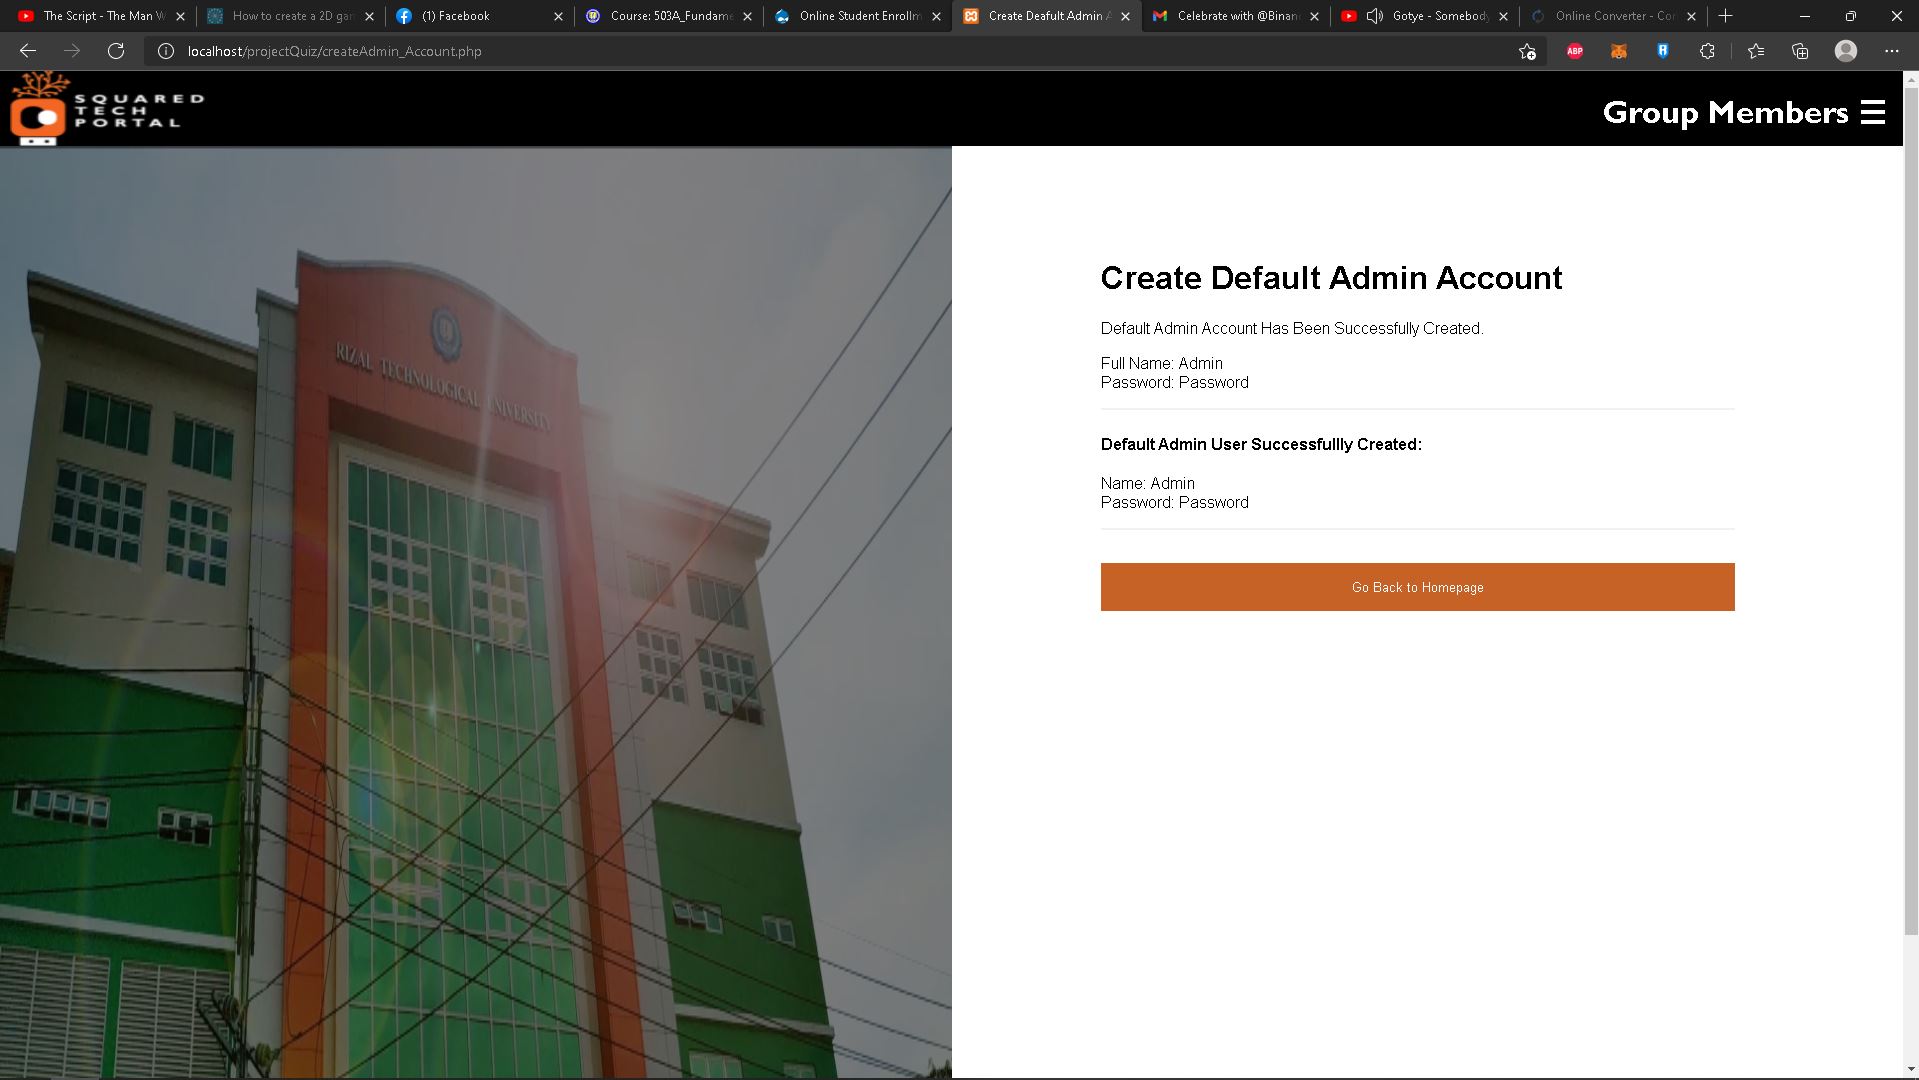 The Script - The Man W
How to create a 2D gan
(1) Facebook
Course: 503A_Fundame
Online Student Enrollm
Create Deafult Admin A
Celebrate with @Binan
Gotye - Somebody
Online Converter - Con
localhost/projectQuiz/createAdmin_Account.php
ABP
SQUARED
TECH
PORTAL
Group Members
RIZAL TECHNOLOGICAL UNIVERSITY
Create Default Admin Account
Default Admin Account Has Been Successfully Created.
Full Name: Admin
Password: Password
Default Admin User Successfullly Created:
Name: Admin
Password: Password
Go Back to Homepage